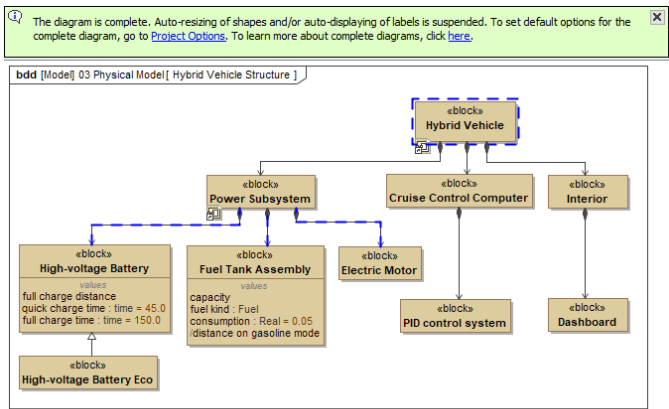 The diagram is complete. Auto-resizing of shapes and/or auto-displaying of labels is suspended. To set default options for the
complete diagram, go to Project Options. To learn more about complete diagrams, click here.
bdd [Model] 03 Physical Model[ Hybrid Vehicle Structure ]
«block»
Hybrid Vehicle
«block»
Power Subsystem
«block»
Cruise Control Computer
«block»
Interior
«block»
High-voltage Battery
values
full charge distance
quick charge time : time = 45.0
full charge time : time = 150.0
«block»
Fuel Tank Assembly
values
capacity
fuel kind : Fuel
consumption : Real = 0.05
/distance on gasoline mode
«block»
Electric Motor
«block»
PID control system
«block»
Dashboard
«block»
High-voltage Battery Eco